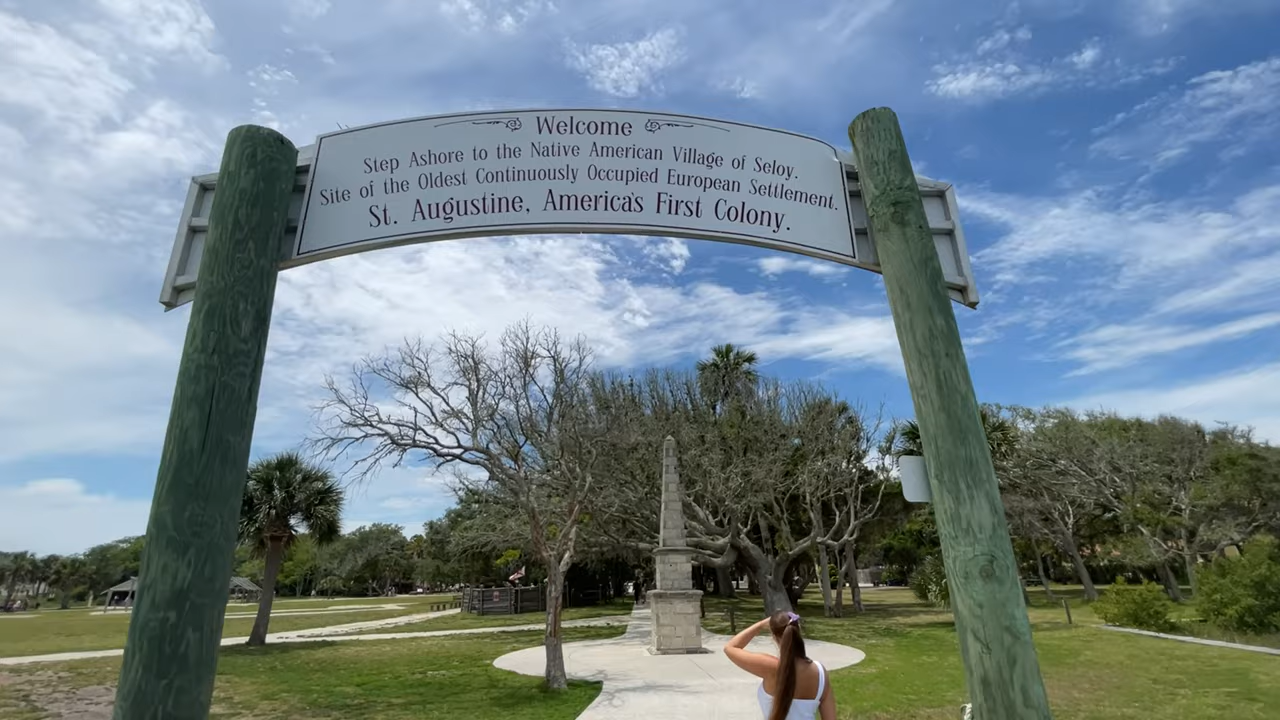 Welcome
Step Ashore to the Native American Village of Seloy.
Site of the Oldest Continuously Occupied European Settlement.
St. Augustine, America's First Colony.